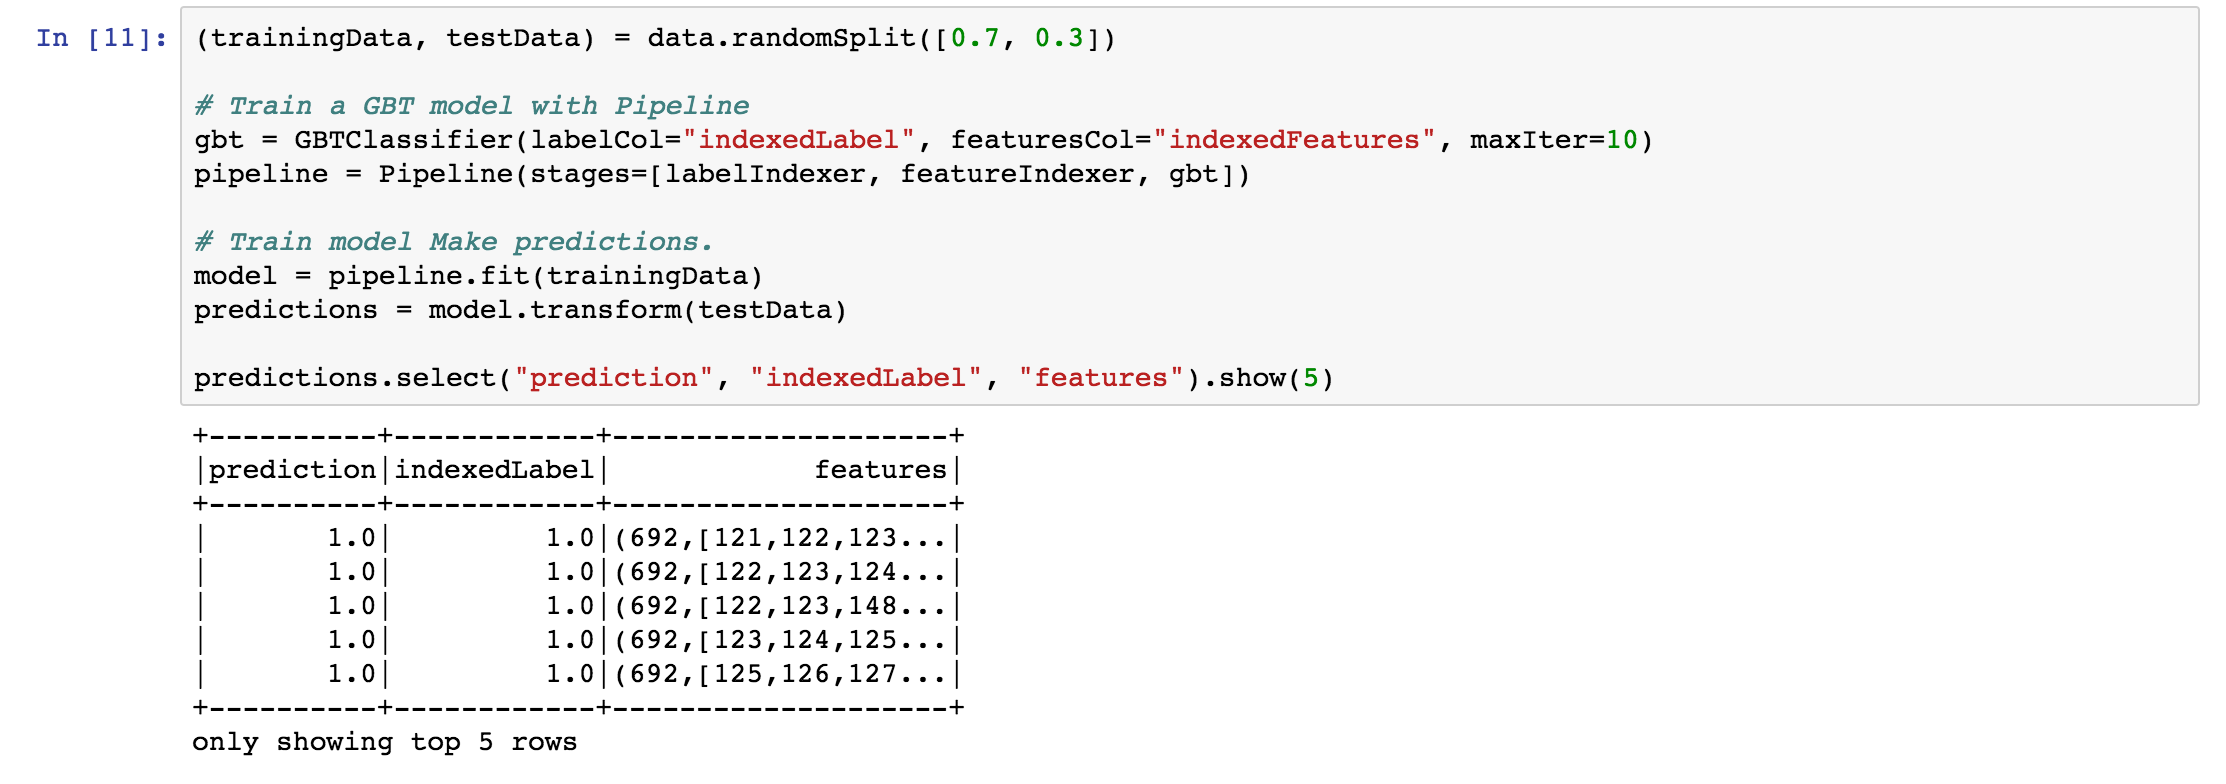 In [11]: (trainingData, testData) = data.randomSplit([0.7, 0.3])

# Train a GBT model with Pipeline
gbt = GBTClassifier(labelCol="indexedLabel", featuresCol="indexedFeatures", maxIter=10)
pipeline = Pipeline(stages=[labelIndexer, featureIndexer, gbt])

# Train model Make predictions.
model = pipeline.fit(trainingData)
predictions = model.transform(testData)

predictions.select("prediction", "indexedLabel", "features").show(5)
+----------+------------+--------------------+
|prediction|indexedLabel|            features|
+----------+------------+--------------------+
|       1.0|         1.0|(692,[121,122,123...|
|       1.0|         1.0|(692,[122,123,124...|
|       1.0|         1.0|(692,[122,123,148...|
|       1.0|         1.0|(692,[123,124,125...|
|       1.0|         1.0|(692,[125,126,127...|
+----------+------------+--------------------+
only showing top 5 rows